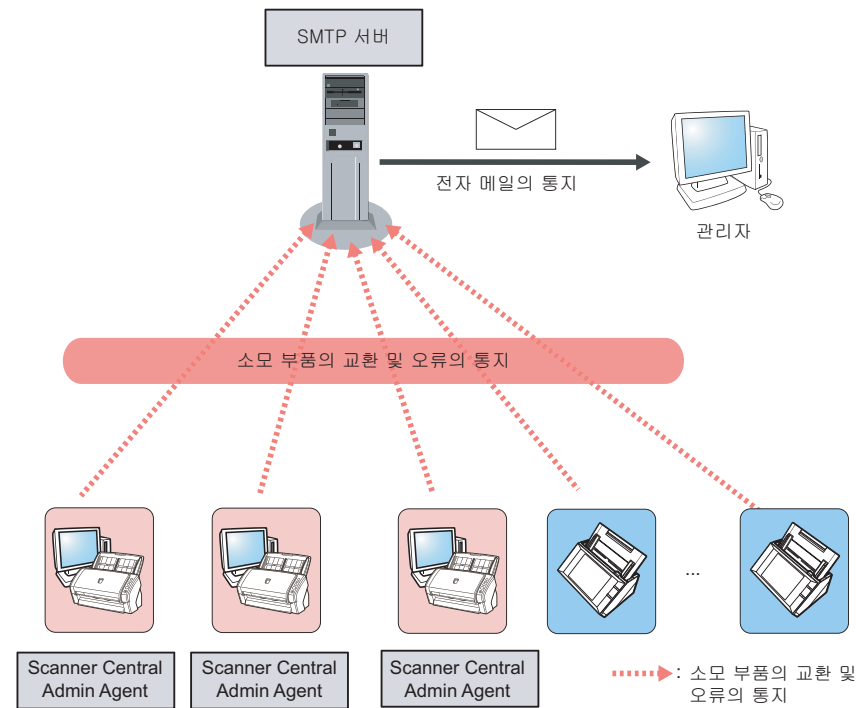 SMTP 서버
전자 메일의 통지
관리자
소모 부품의 교환 및 오류의 통지
...
Scanner Central
Admin Agent
Scanner Central
Admin Agent
Scanner Central
Admin Agent
: 소모 부품의 교환 및
오류의 통지